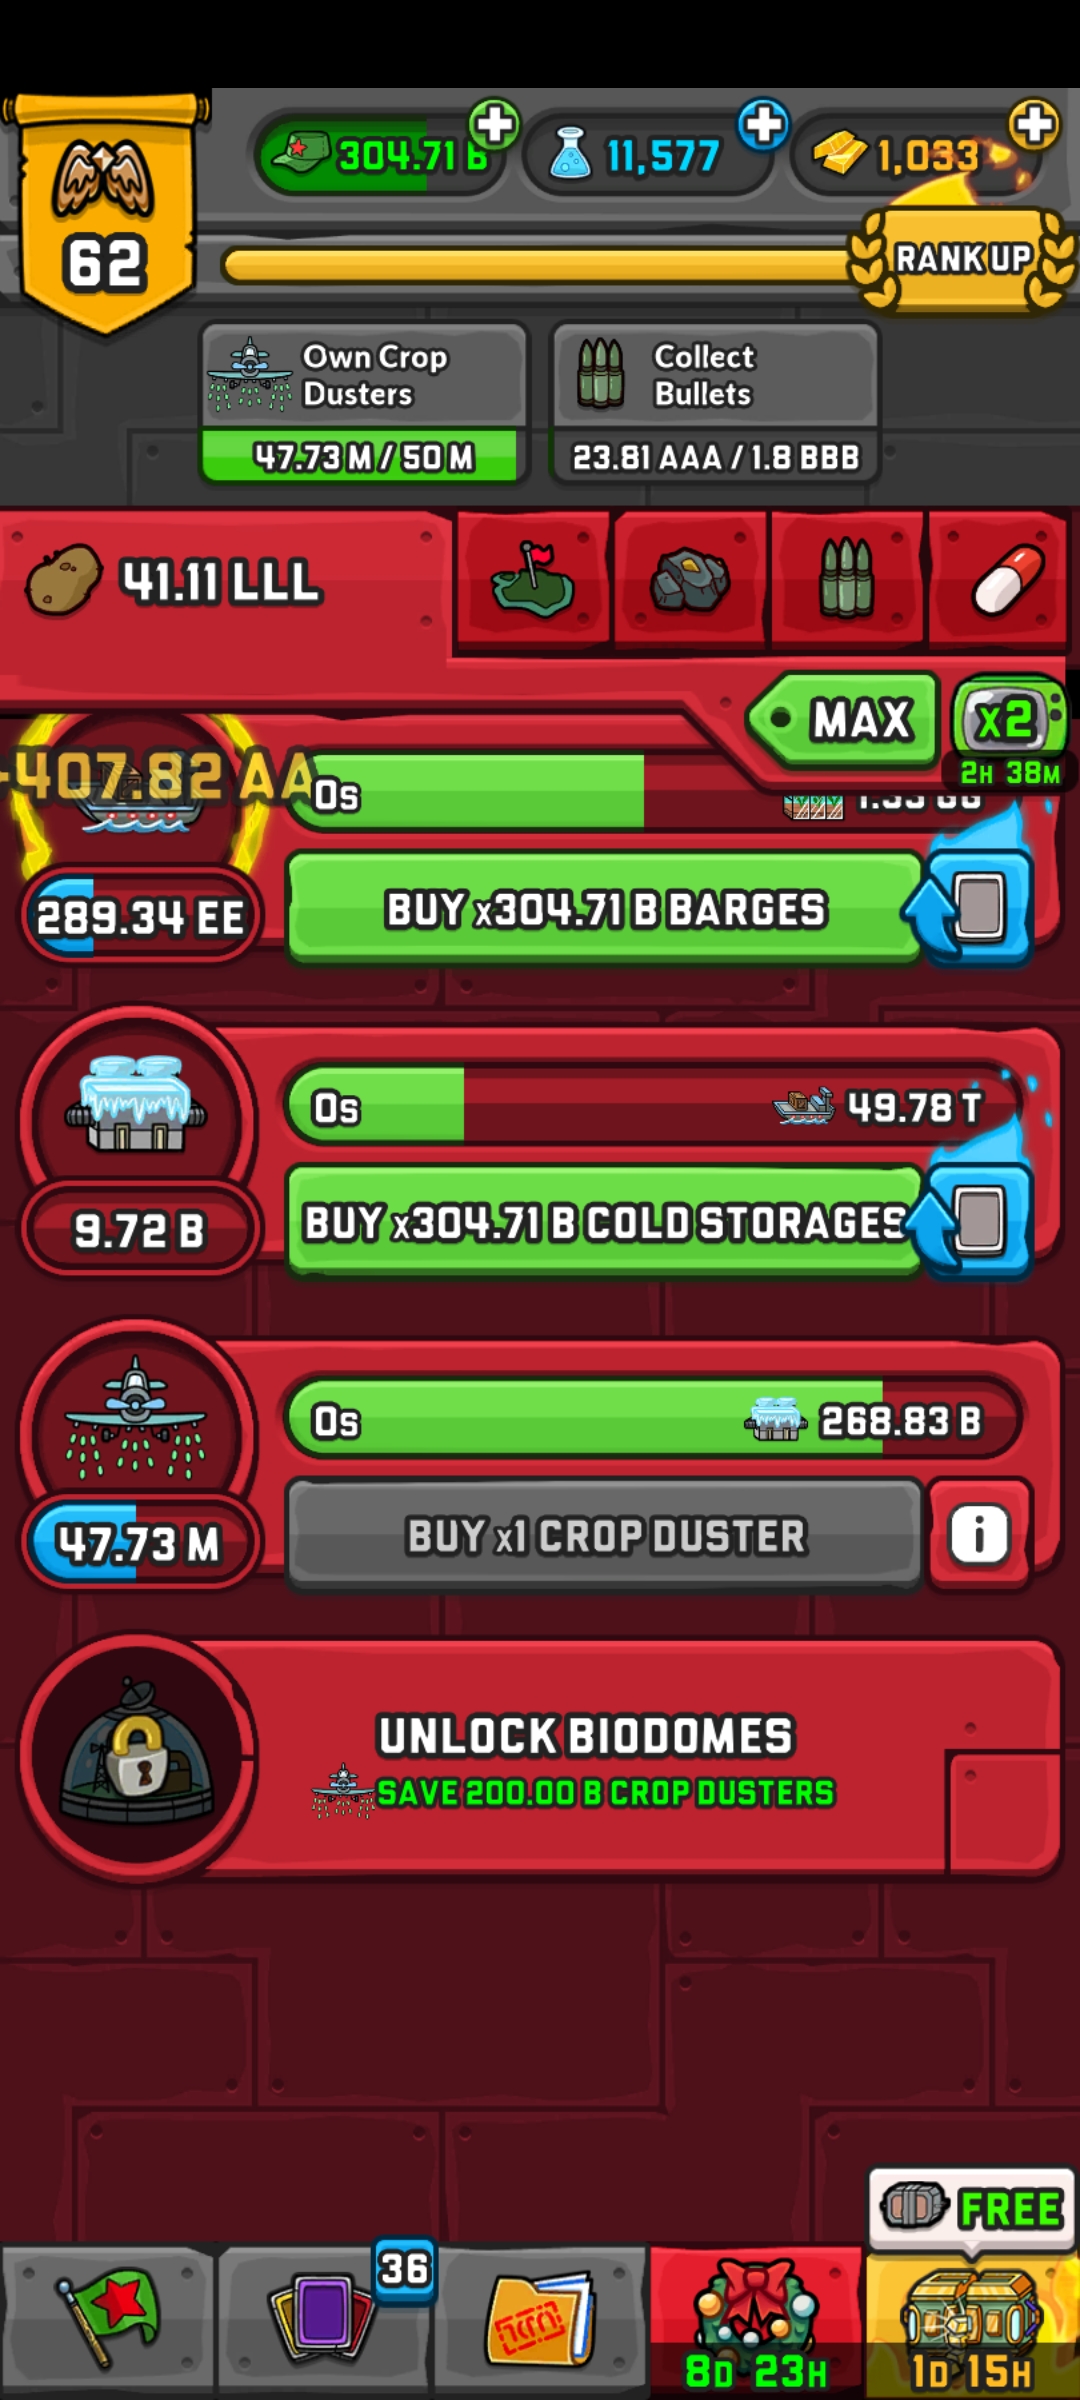 304.71 B
11,577
1,033
62
RANK UP
Own Crop
Dusters
47.73 M / 50 M
Collect
Bullets
23.81 AAA / 1.8 BBB
41.11 LLL
MAX
x2
2H 38M
407.82 AA
0s
289.34 EE
BUY x304.71 B BARGES
0s
49.78 T
9.72 B
BUY x304.71 B COLD STORAGES
0s
268.83 B
47.73 M
BUY x1 CROP DUSTER
i
UNLOCK BIODOMES
SAVE 200.00 B CROP DUSTERS
FREE
36
8D 23H
1D 15H